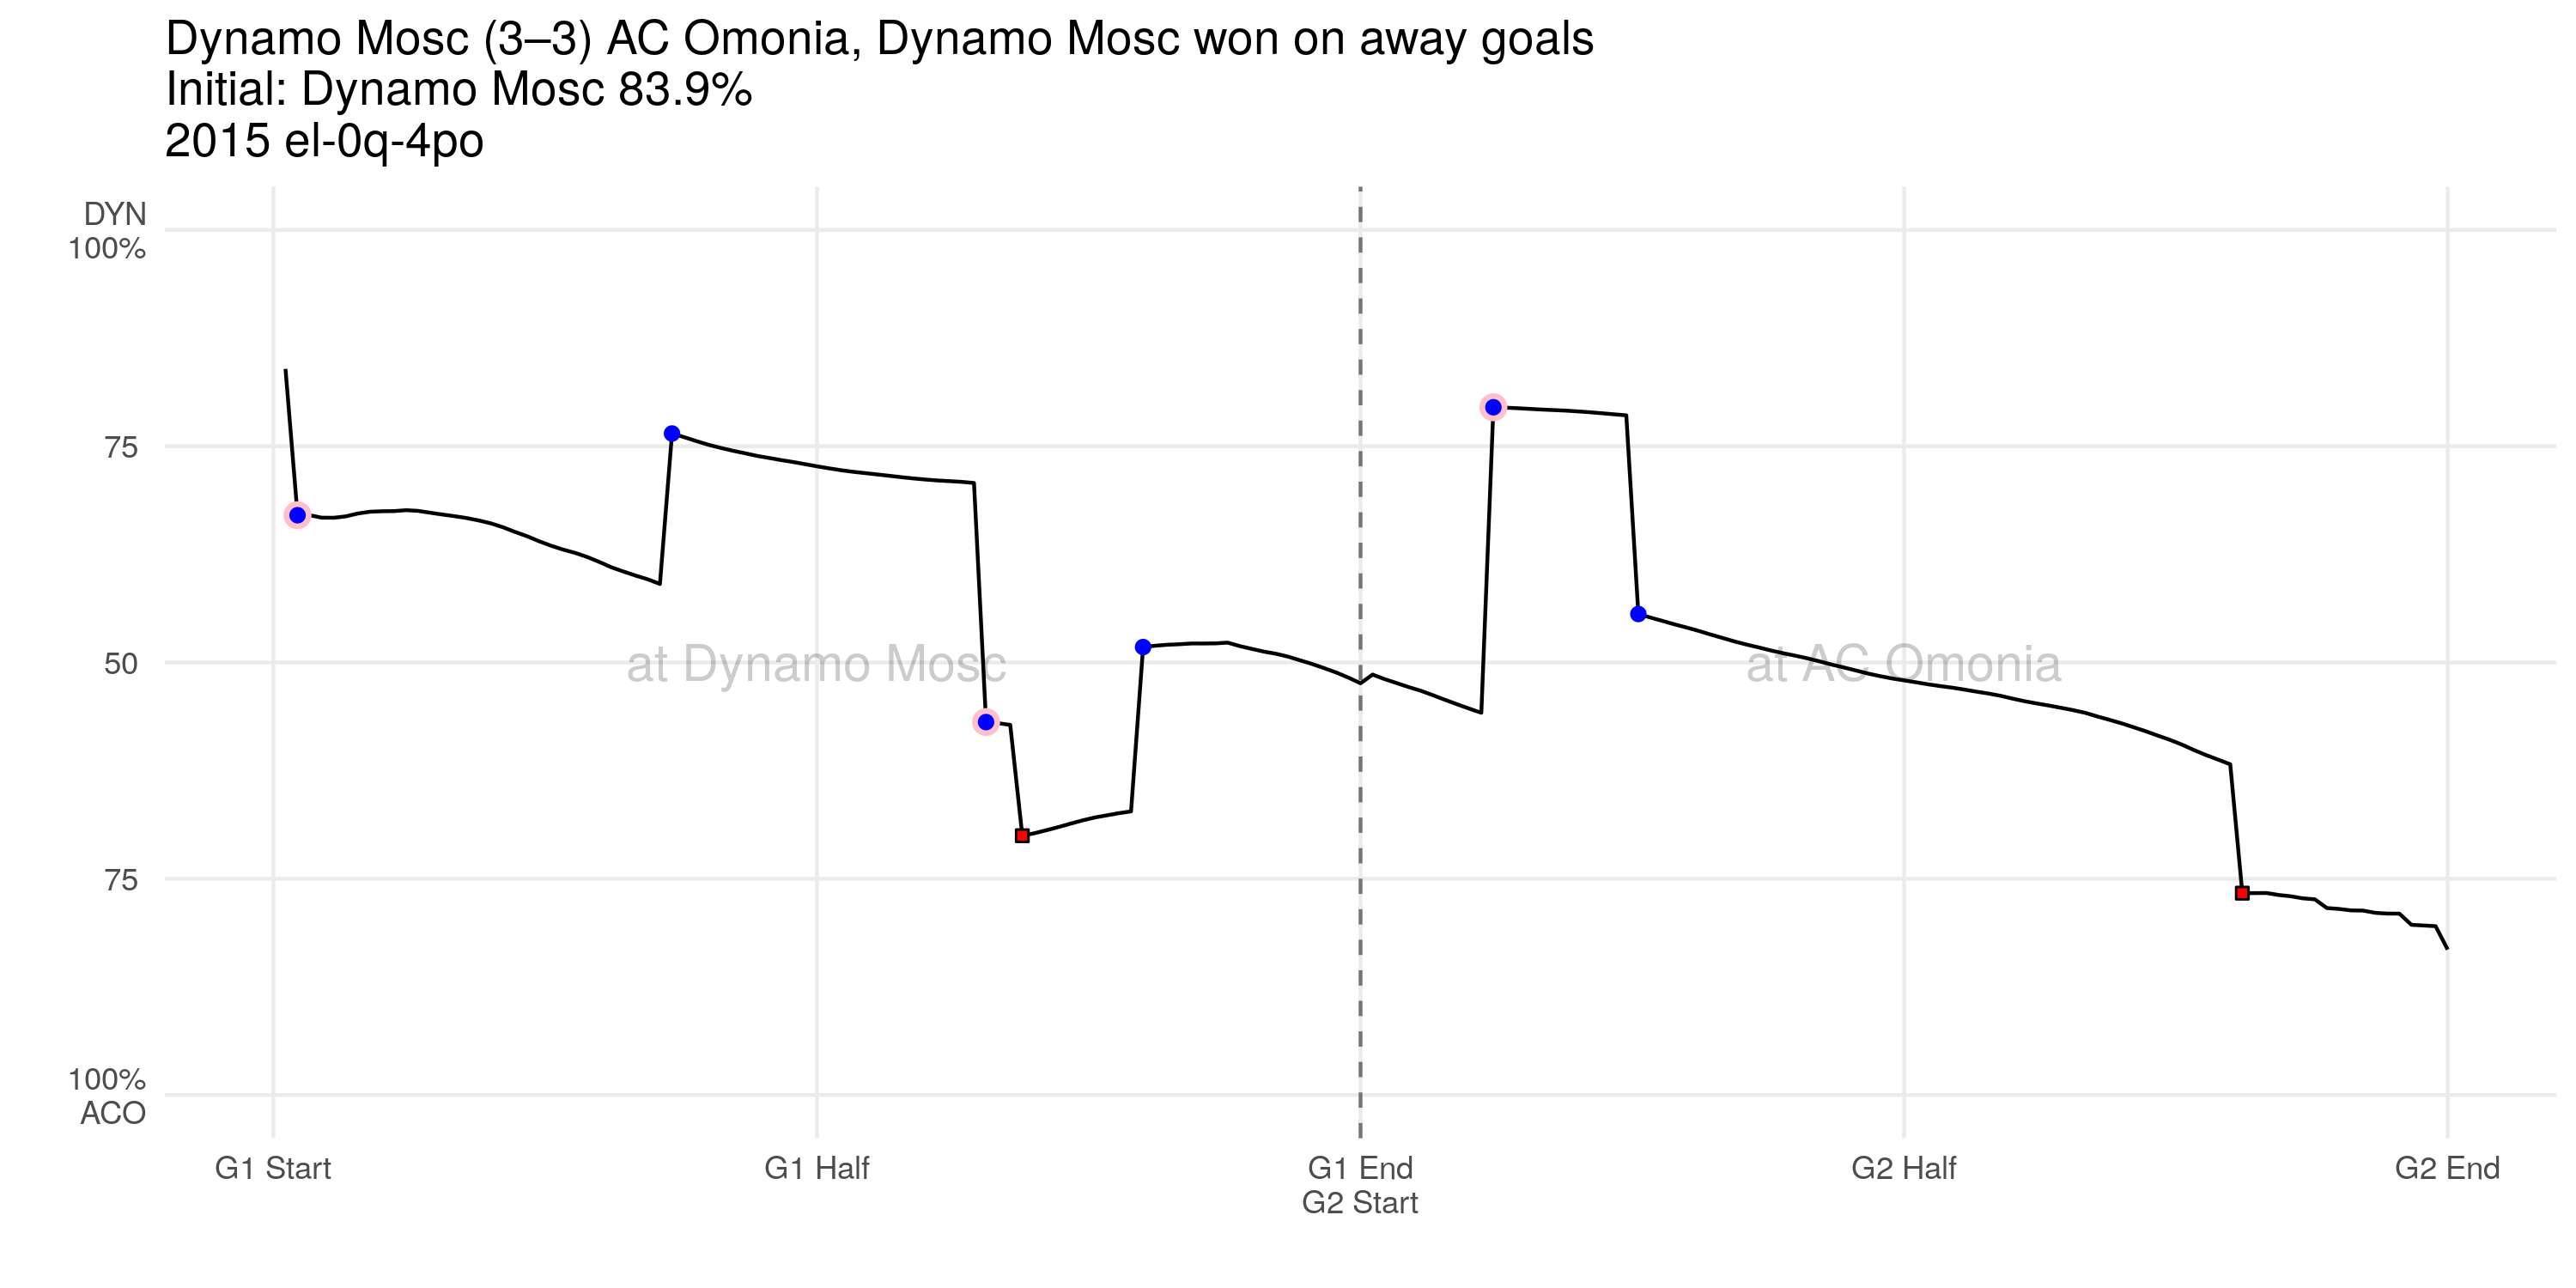 Dynamo Mosc (3–3) AC Omonia, Dynamo Mosc won on away goals
Initial: Dynamo Mosc 83.9%
2015 el-0q-4po
DYN
100%
75
50
75
100%
ACO
at Dynamo Mosc
at AC Omonia
G1 Start
G1 Half
G1 End
G2 Start
G2 Half
G2 End